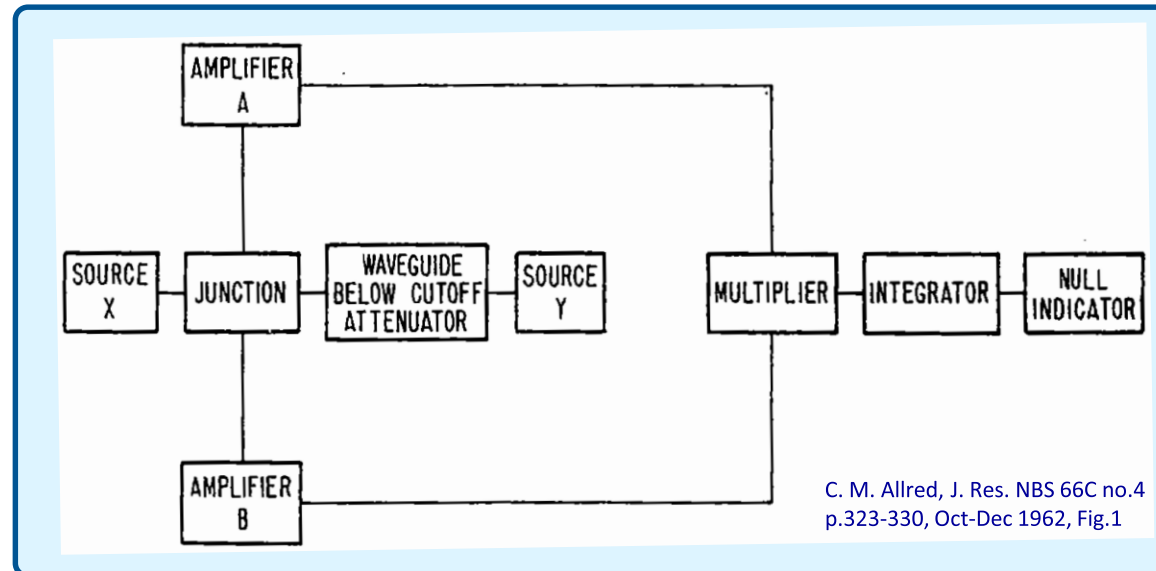 AMPLIFIER
A
SOURCE
X
JUNCTION
WAVEGUIDE
BELOW CUTOFF
ATTENUATOR
SOURCE
Y
MULTIPLIER
INTEGRATOR
NULL
INDICATOR
AMPLIFIER
B
C. M. Allred, J. Res. NBS 66C no.4
p.323-330, Oct-Dec 1962, Fig.1